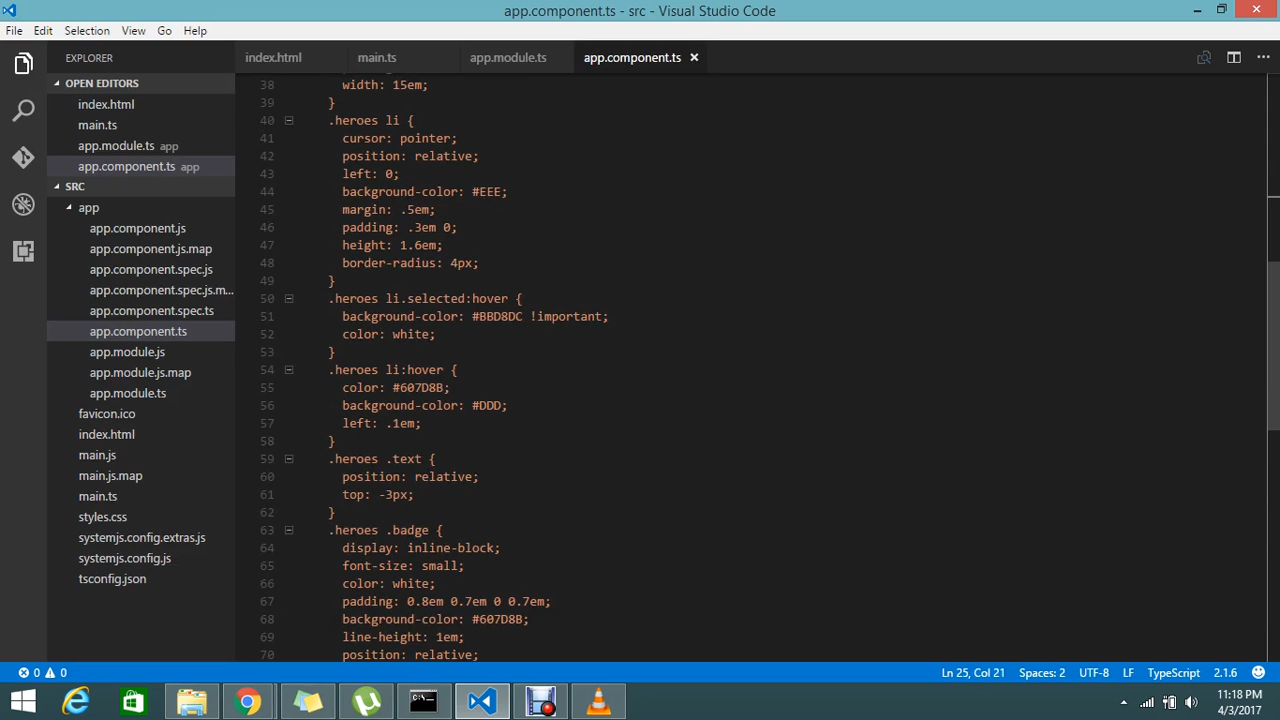 app.component.ts - src - Visual Studio Code
File Edit Selection View Go Help
EXPLORER
OPEN EDITORS
index.html
main.ts
app.module.ts app
app.component.ts app
SRC
app
app.component.js
app.component.js.map
app.component.spec.js
app.component.spec.js.m...
app.component.spec.ts
app.component.ts
app.module.js
app.module.js.map
app.module.ts
favicon.ico
index.html
main.js
main.js.map
main.ts
styles.css
systemjs.config.extras.js
systemjs.config.js
tsconfig.json
index.html main.ts app.module.ts app.component.ts
38 width: 15em;
39 }
40 .heroes li {
41 cursor: pointer;
42 position: relative;
43 left: 0;
44 background-color: #EEE;
45 margin: .5em;
46 padding: .3em 0;
47 height: 1.6em;
48 border-radius: 4px;
49 }
50 .heroes li.selected:hover {
51 background-color: #BBD8DC !important;
52 color: white;
53 }
54 .heroes li:hover {
55 color: #607D8B;
56 background-color: #DDD;
57 left: .1em;
58 }
59 .heroes .text {
60 position: relative;
61 top: -3px;
62 }
63 .heroes .badge {
64 display: inline-block;
65 font-size: small;
66 color: white;
67 padding: 0.8em 0.7em 0 0.7em;
68 background-color: #607D8B;
69 line-height: 1em;
70 position: relative;
0 0 Ln 25, Col 21 Spaces: 2 UTF-8 LF TypeScript 2.1.6
11:18 PM
4/3/2017